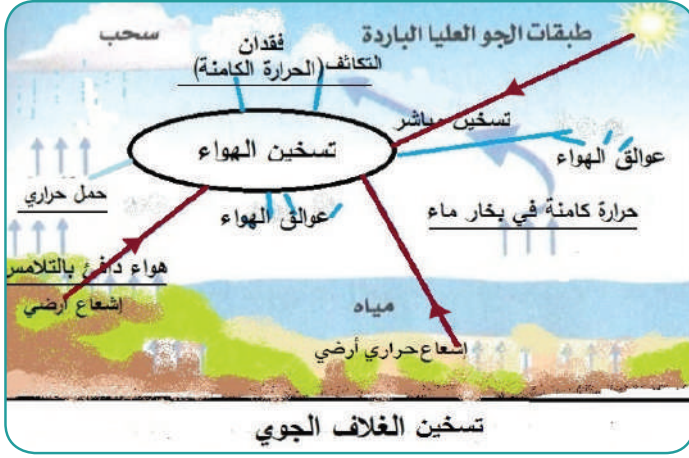 سحب
طبقات الجو العليا الباردة
فقدان
(الحرارة الكامنة)
التكاثف
تسخين مباشر
تسخين الهواء
عوالق الهواء
حمل حراري
عوالق الهواء
حرارة كامنة في بخار ماء
هواء دافئ بالتلامس
إشعاع أرضي
مياه
إشعاع حراري أرضي
تسخين الغلاف الجوي